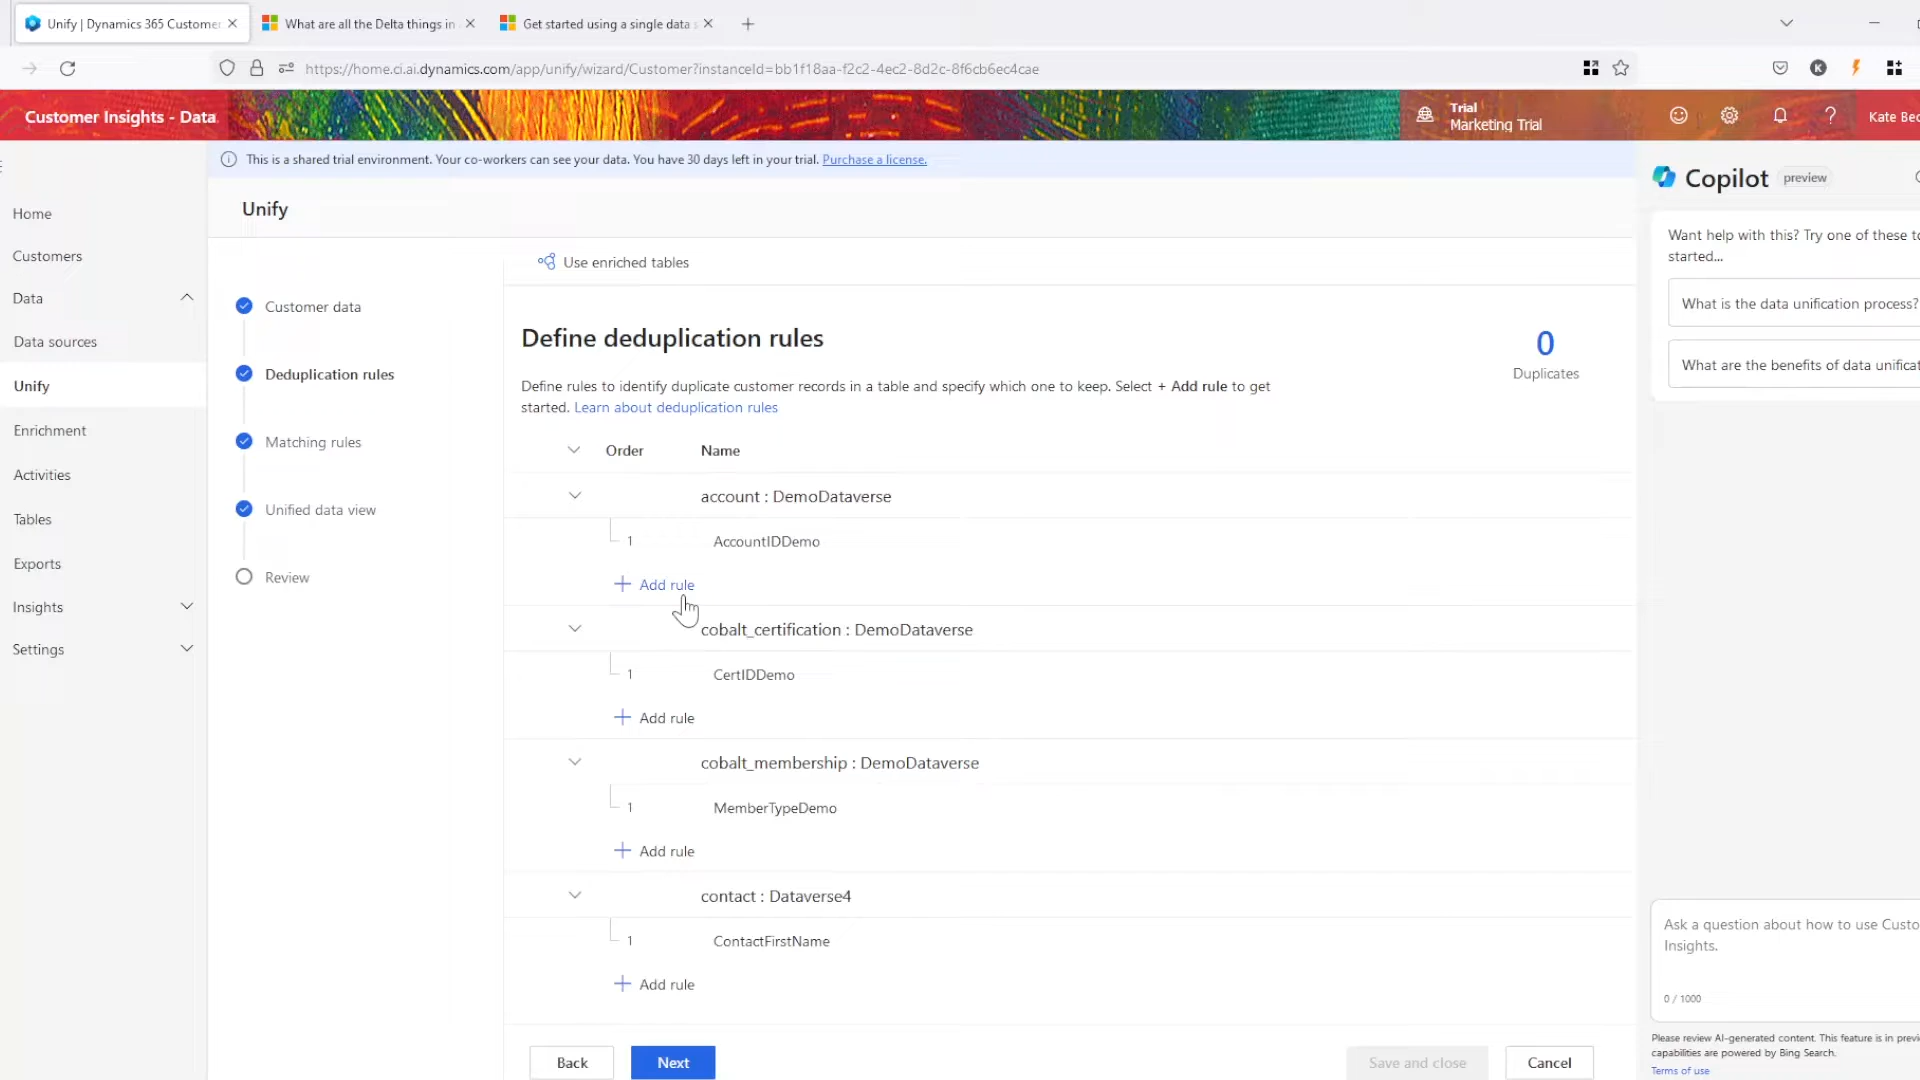 Unify | Dynamics 365 Customer
What are all the Delta things in
Get started using a single data
https://home.ci.ai.dynamics.com/app/unify/wizard/Customer?instanceId=bb1f18aa-f2c2-4ec2-8d2c-8f6cb6ec4cae
K
Customer Insights - Data
Trial
Marketing Trial
?
Kate Bec
This is a shared trial environment. Your co-workers can see your data. You have 30 days left in your trial. Purchase a license.
Home
Customers
Data
Data sources
Unify
Enrichment
Activities
Tables
Exports
Insights
Settings
Unify
Customer data
Deduplication rules
Matching rules
Unified data view
Review
Use enriched tables
Define deduplication rules
0
Duplicates
Define rules to identify duplicate customer records in a table and specify which one to keep. Select + Add rule to get
started. Learn about deduplication rules
Order Name
account : DemoDataverse
1 AccountIDDemo
+ Add rule
cobalt_certification : DemoDataverse
1 CertIDDemo
+ Add rule
cobalt_membership : DemoDataverse
1 MemberTypeDemo
+ Add rule
contact : Dataverse4
1 ContactFirstName
+ Add rule
Back
Next
Save and close
Cancel
Copilot preview
Want help with this? Try one of these to
started...
What is the data unification process?
What are the benefits of data unificat
Ask a question about how to use Custo
Insights.
0 / 1000
Please review AI-generated content. This feature is in previ
capabilities are powered by Bing Search.
Terms of use